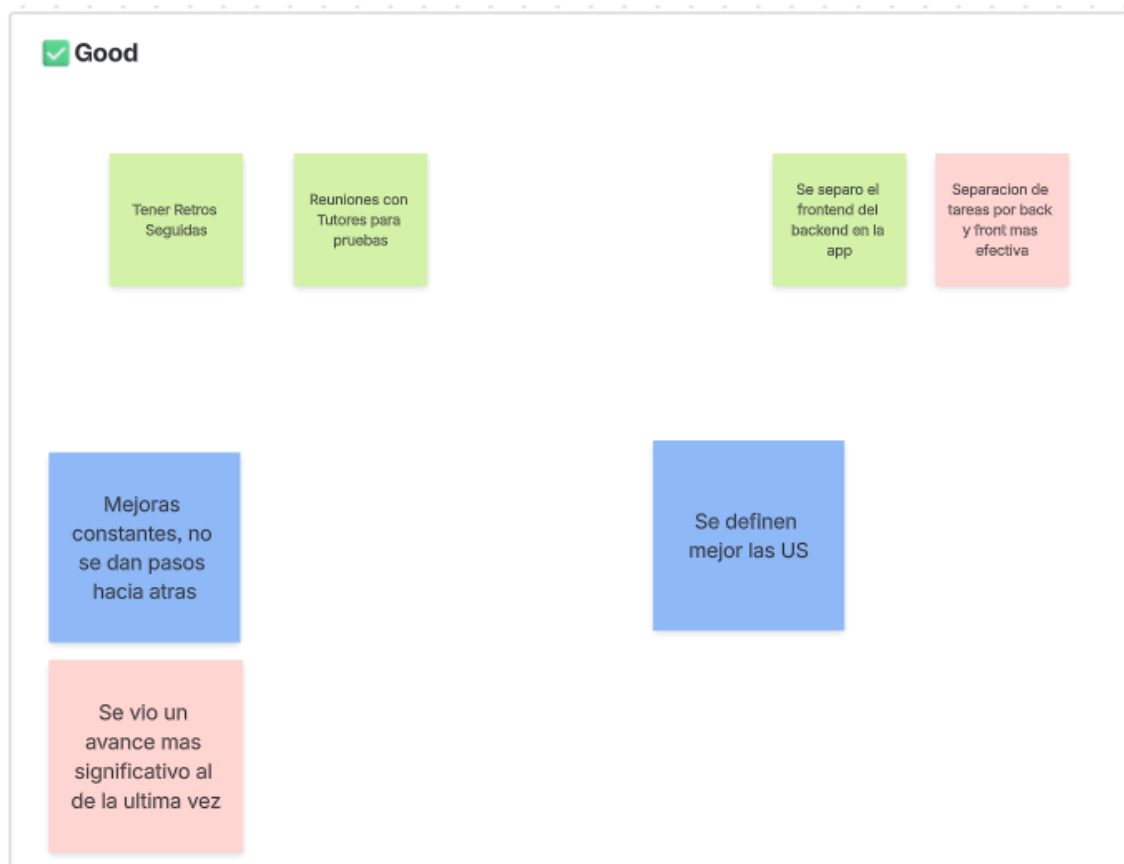 Good
Tener Retros
Seguidas
Reuniones con
Tutores para
pruebas
Se separo el
frontend del
backend en la
app
Separacion de
tareas por back
y front mas
efectiva
Mejoras
constantes, no
se dan pasos
hacia atras
Se definen
mejor las US
Se vio un
avance mas
significativo al
de la ultima vez